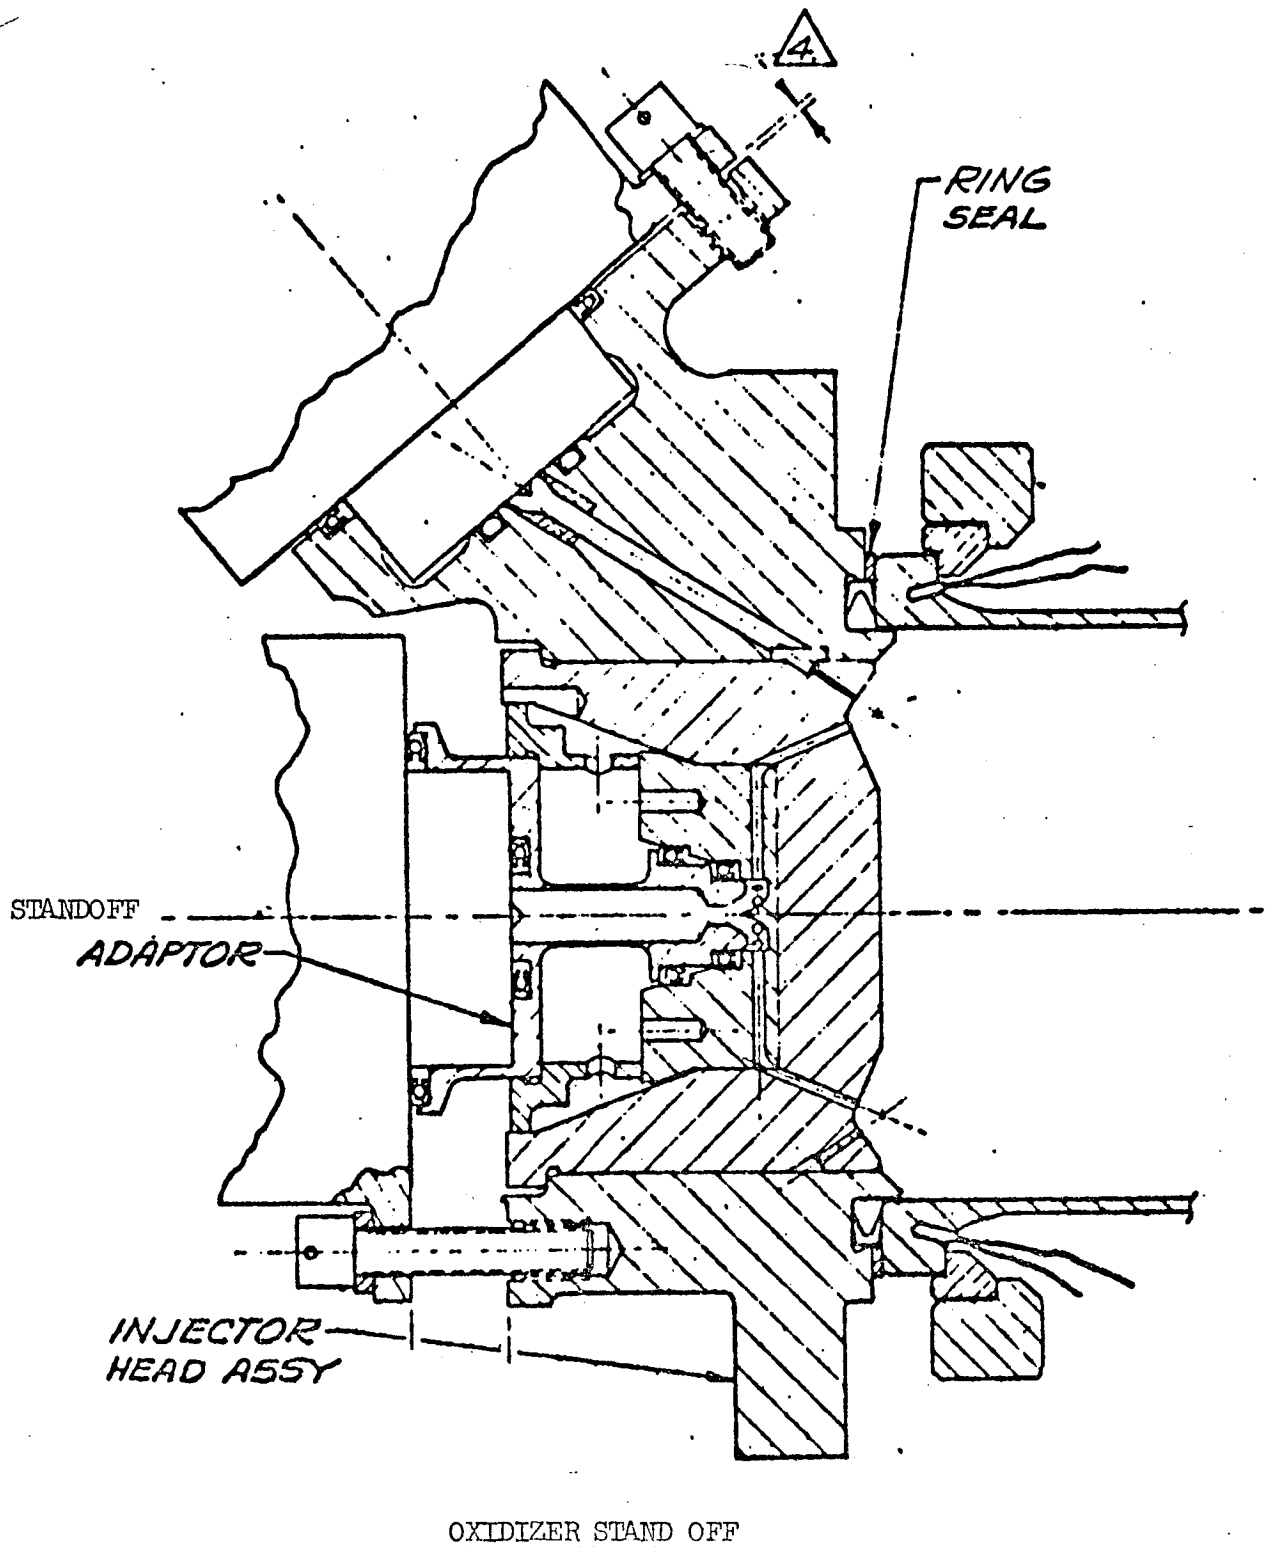 4
RING
SEAL
STANDOFF
ADAPTOR
INJECTOR
HEAD ASSY
OXIDIZER STAND OFF